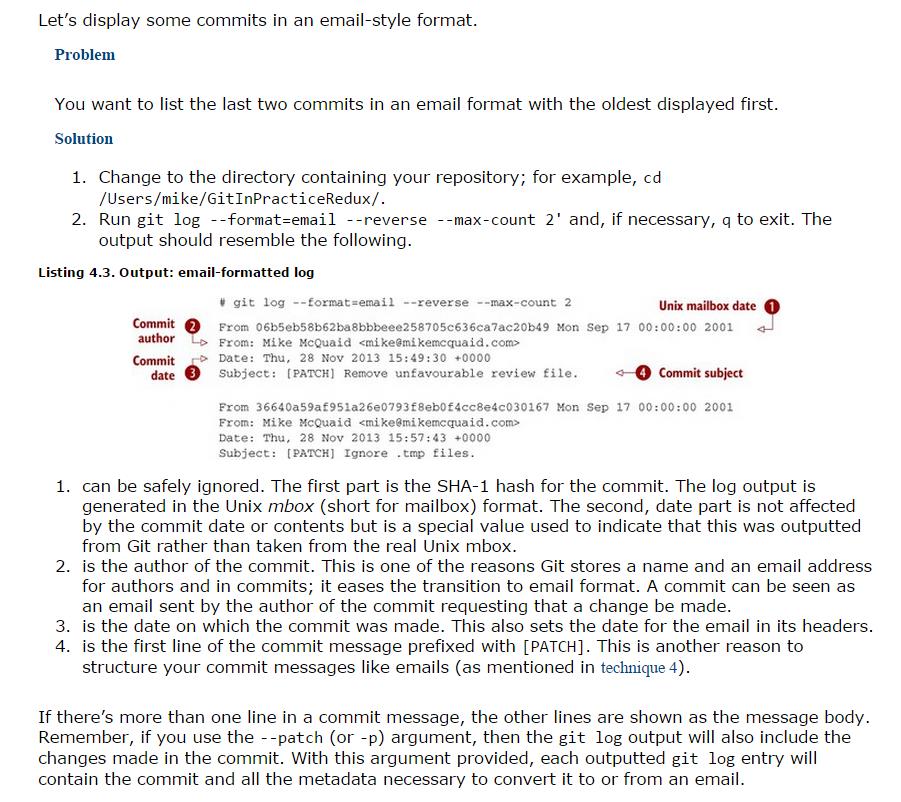 Let's display some commits in an email-style format.
Problem
You want to list the last two commits in an email format with the oldest displayed first.
Solution
1. Change to the directory containing your repository; for example, cd
/Users/mike/GitInPracticeRedux/.
2. Run git log --format=email --reverse --max-count 2' and, if necessary, q to exit. The
output should resemble the following.
Listing 4.3. Output: email-formatted log
# git log --format=email --reverse --max-count 2
Unix mailbox date 1
Commit author 2
From 06b5eb58b62ba8bbbeee258705c636ca7ac20b49 Mon Sep 17 00:00:00 2001
From: Mike McQuaid <mike@mikemcquaid.com>
Commit date 3
Date: Thu, 28 Nov 2013 15:49:30 +0000
Subject: [PATCH] Remove unfavourable review file.
4 Commit subject
From 36640a59af951a26e0793f8eb0f4cc8e4c030167 Mon Sep 17 00:00:00 2001
From: Mike McQuaid <mike@mikemcquaid.com>
Date: Thu, 28 Nov 2013 15:57:43 +0000
Subject: [PATCH] Ignore .tmp files.
1. can be safely ignored. The first part is the SHA-1 hash for the commit. The log output is
generated in the Unix mbox (short for mailbox) format. The second, date part is not affected
by the commit date or contents but is a special value used to indicate that this was outputted
from Git rather than taken from the real Unix mbox.
2. is the author of the commit. This is one of the reasons Git stores a name and an email address
for authors and in commits; it eases the transition to email format. A commit can be seen as
an email sent by the author of the commit requesting that a change be made.
3. is the date on which the commit was made. This also sets the date for the email in its headers.
4. is the first line of the commit message prefixed with [PATCH]. This is another reason to
structure your commit messages like emails (as mentioned in technique 4).
If there's more than one line in a commit message, the other lines are shown as the message body.
Remember, if you use the --patch (or -p) argument, then the git log output will also include the
changes made in the commit. With this argument provided, each outputted git log entry will
contain the commit and all the metadata necessary to convert it to or from an email.